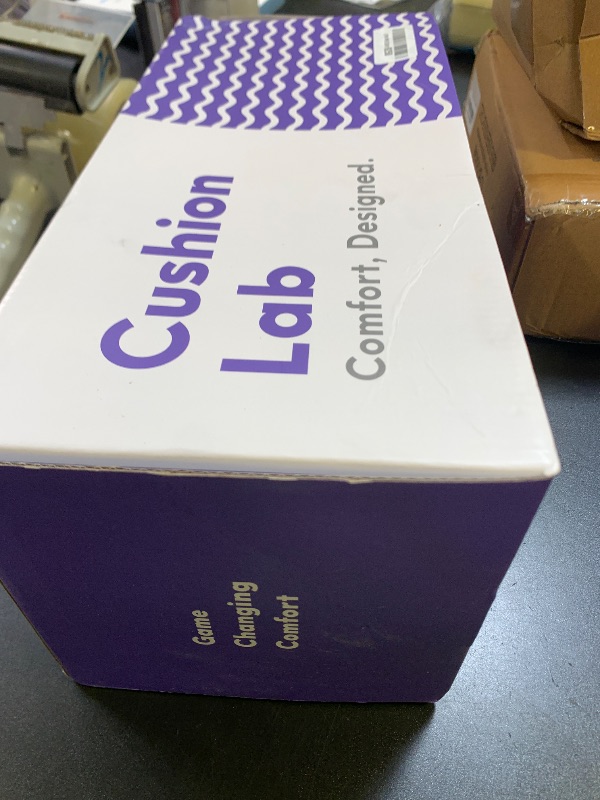 Cushion
Lab
Comfort, Designed.
Game
Changing
Comfort